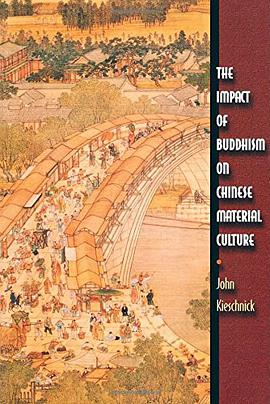 THE
IMPACT
OF
BUDDHISM
ON
CHINESE
MATERIAL
CULTURE
John
Kieschnick